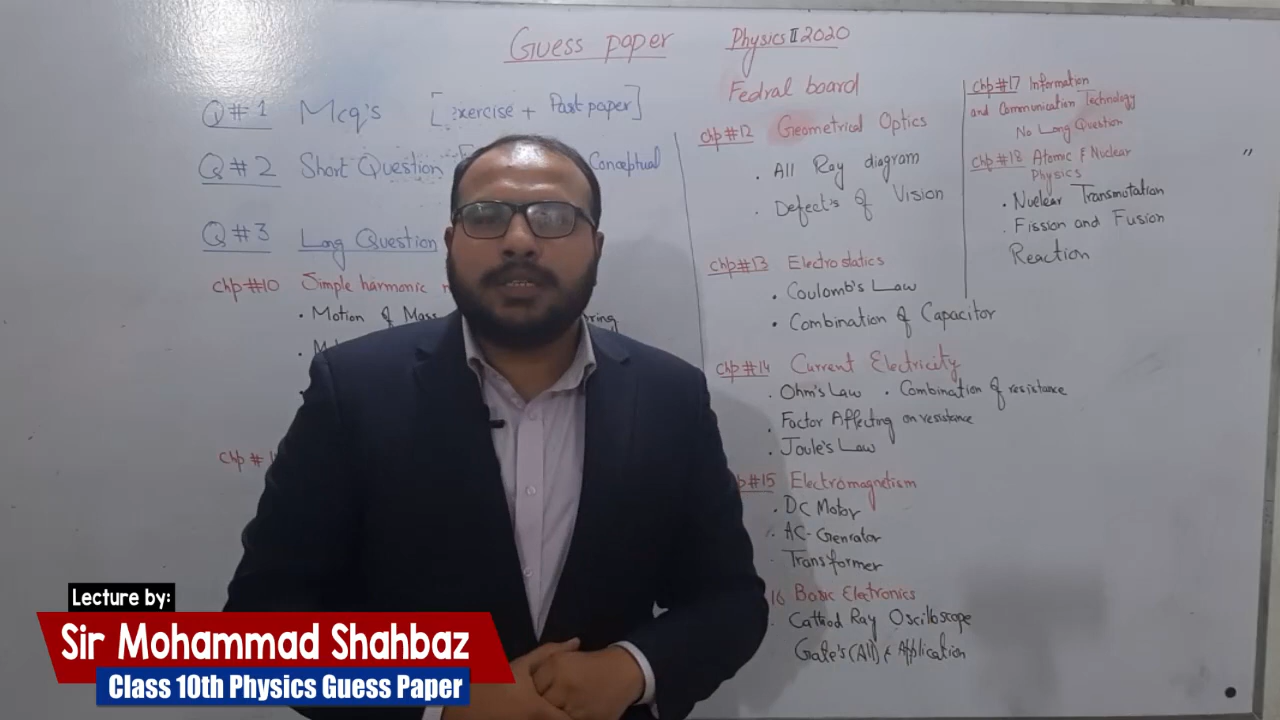 Guess paper
Physics II 2020
Fedral board
Q# 1 Mcq's [Exercise + Past paper]
Q# 2 Short Question Conceptual
Q# 3 Long Question
Chp#10 Simple harmonic
. Motion of Mass
Chp #
Chp#12 Geometrical Optics
. All Ray diagram
. Defect's of Vision
Chp#13 Electrostatics
. Coulomb's Law
. Combination of Capacitor
Chp#14 Current Electricity
. Ohm's Law . Combination of resistance
. Factor Affecting on resistance
. Joule's Law
#15 Electromagnetism
. DC Motor
. AC-Genrator
. Transformer
16 Basic Electronics
. Cathod Ray Oscilloscope
Gate's (All) & Application
Chp#17 Information
and Communication Technology
No Long Question
Chp#18 Atomic & Nuclear
Physics
. Nuclear Transmotation
. Fission and Fusion
Reaction
Lecture by:
Sir Mohammad Shahbaz
Class 10th Physics Guess Paper